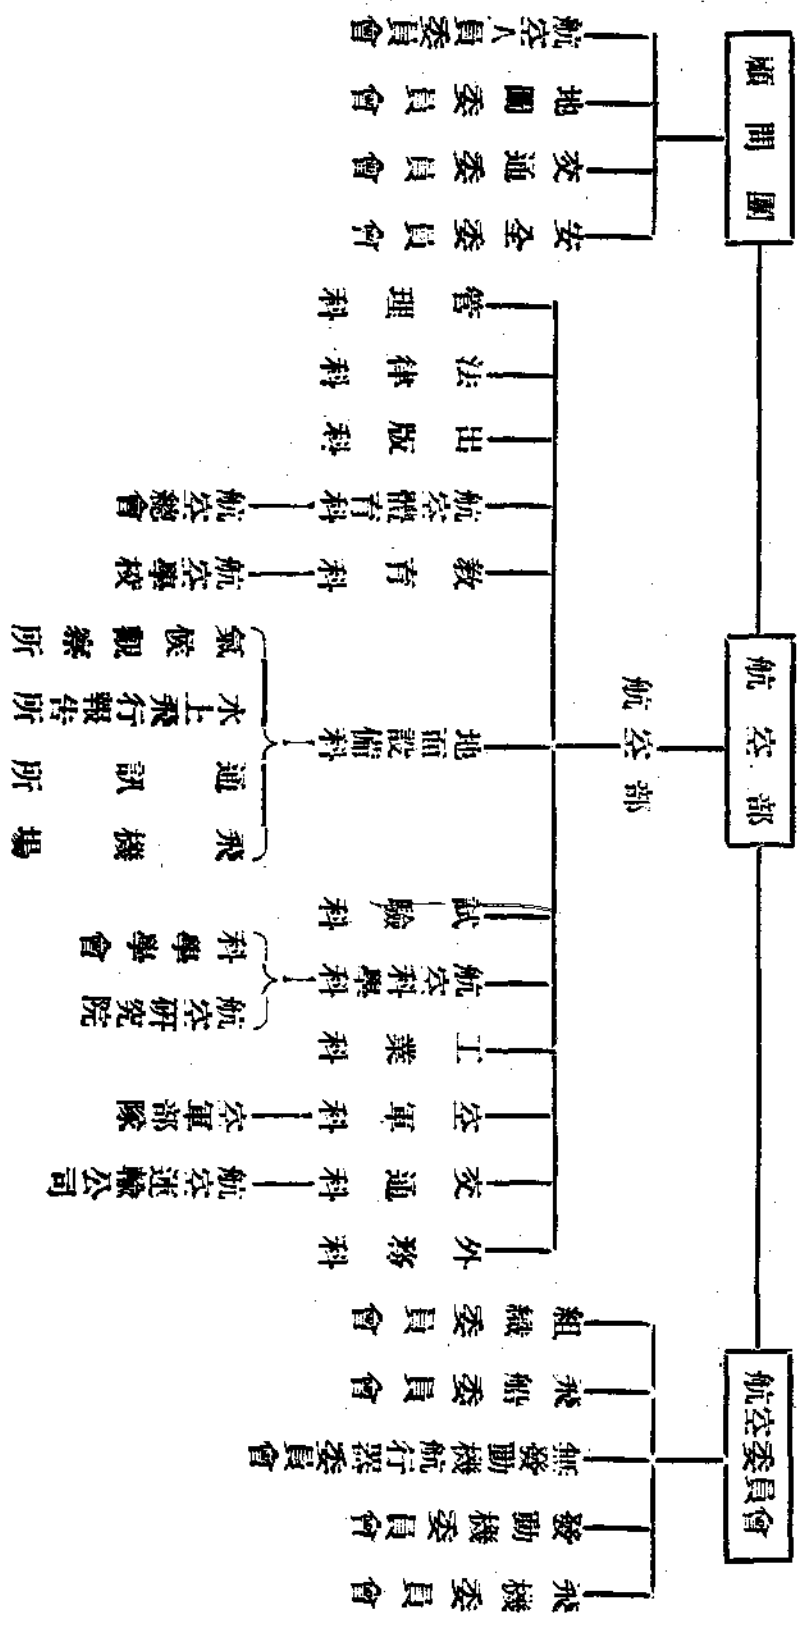 顧問團
航空人員委員會
地圖委員會
交通委員會
安全委員會
航空部
航空部
管理科
法律科
出版科
航空體育科
航空總會
教育科
航空學校
地面設備科
氣候觀察所
水上飛行報告所
通訊所
飛機場
試驗科
航空科學科
科學學會
航空研究院
工業科
空軍科
空軍部隊
交通科
航空運輸公司
外務科
航空委員會
組織委員會
飛船委員會
無發動機航行器委員會
發動機委員會
飛機委員會